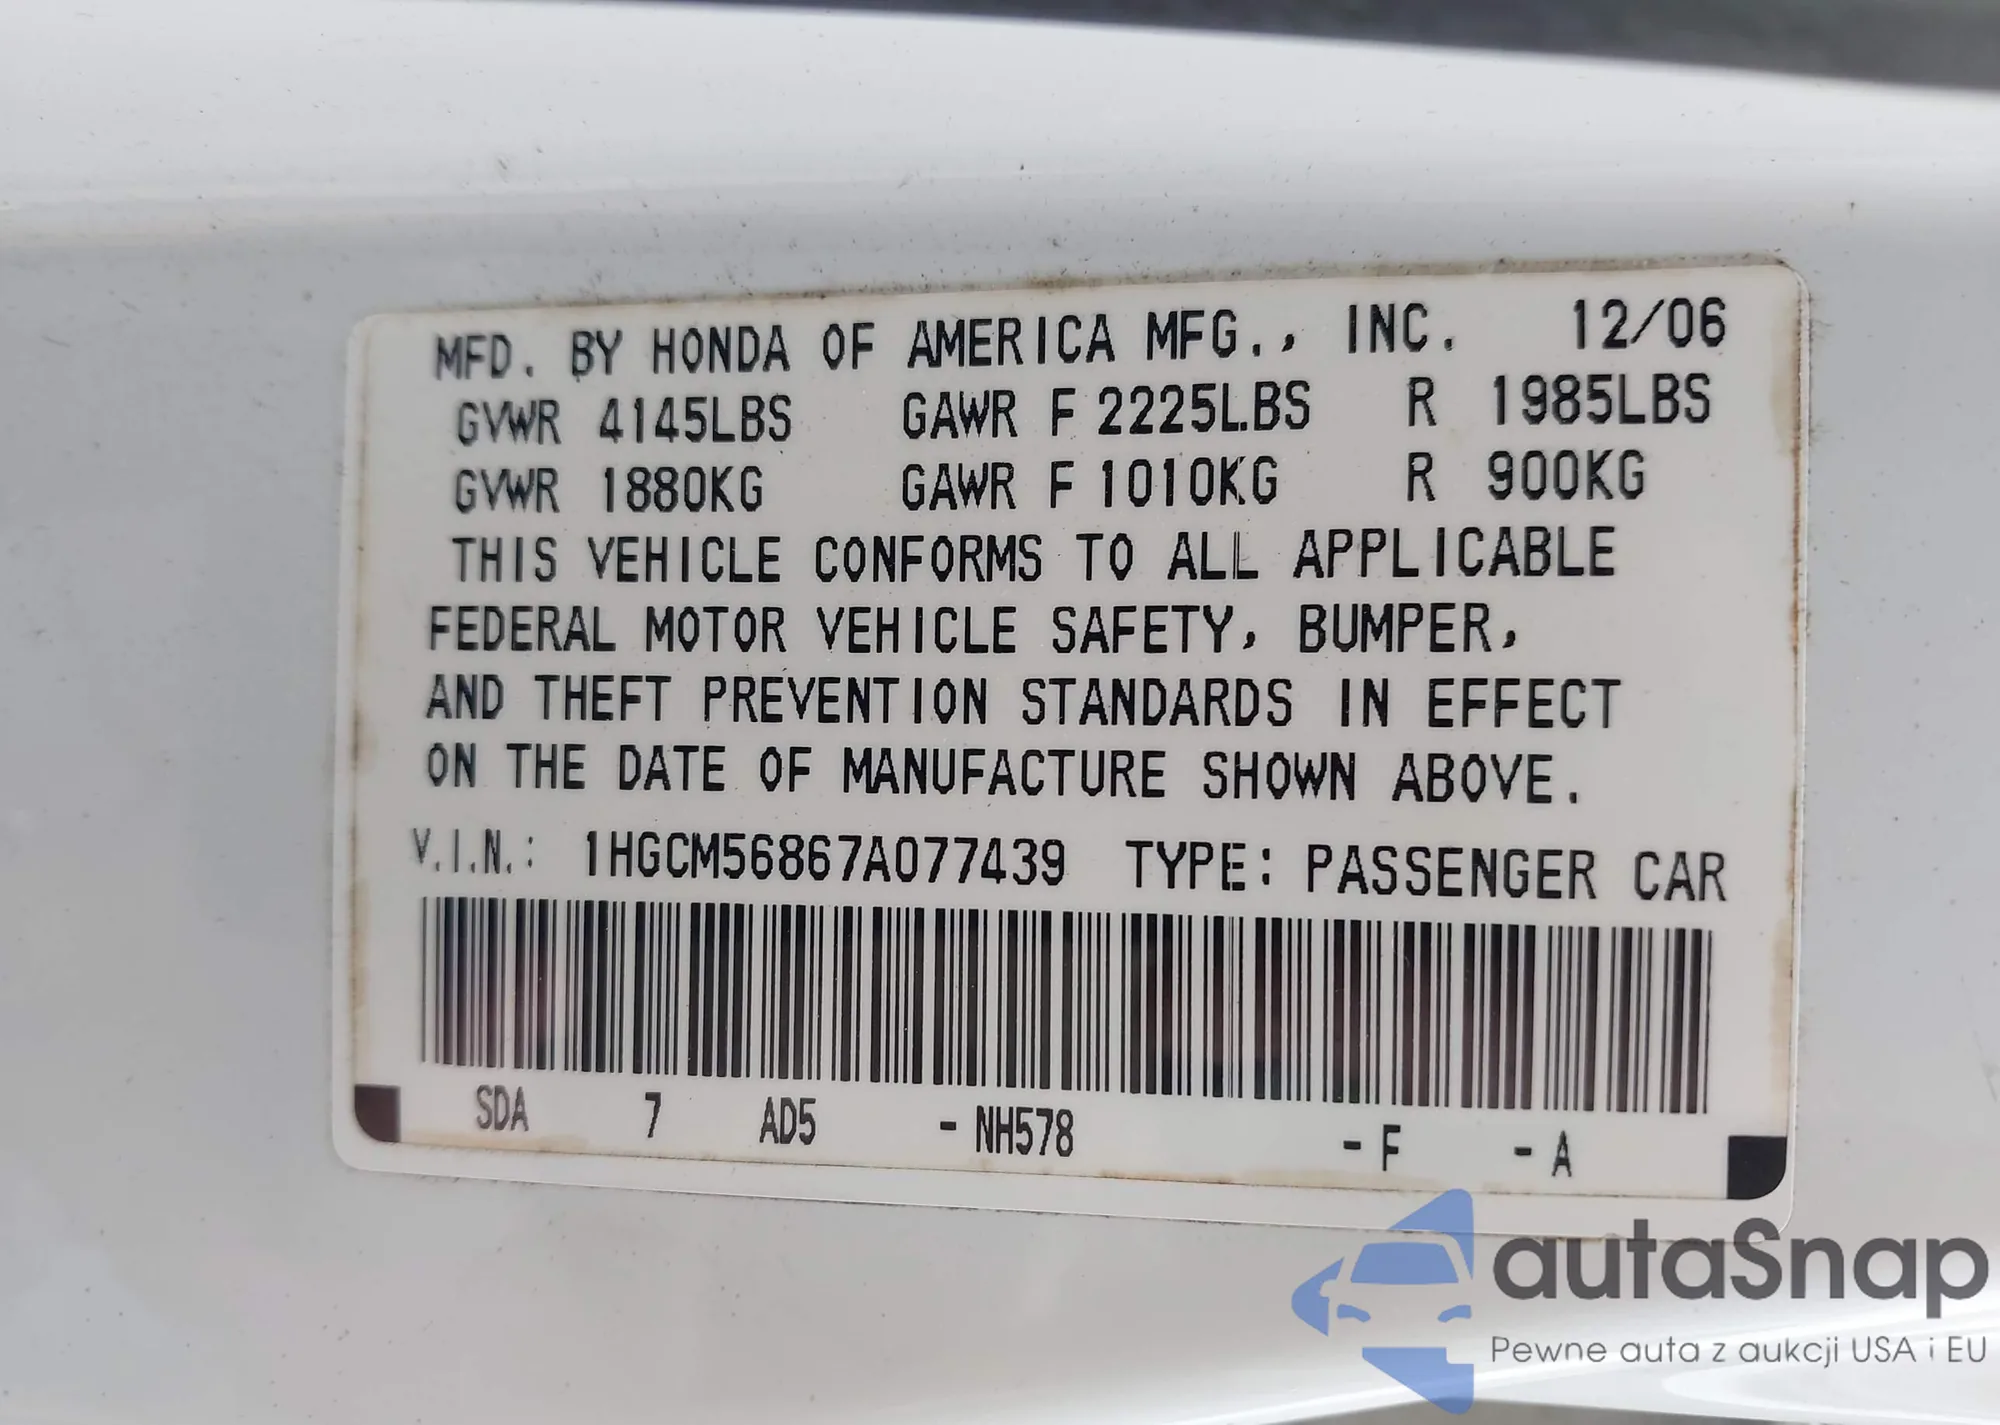 MFD. BY HONDA OF AMERICA MFG., INC. 12/06
GVWR 4145LBS GAWR F 2225LBS R 1985LBS
GVWR 1880KG GAWR F 1010KG R 900KG
THIS VEHICLE CONFORMS TO ALL APPLICABLE
FEDERAL MOTOR VEHICLE SAFETY, BUMPER,
AND THEFT PREVENTION STANDARDS IN EFFECT
ON THE DATE OF MANUFACTURE SHOWN ABOVE.
V.I.N.: 1HGCM56867A077439 TYPE: PASSENGER CAR
SDA 7 AD5 - NH578 - F - A
autaSnap
Pewne auta z aukcji USA i EU